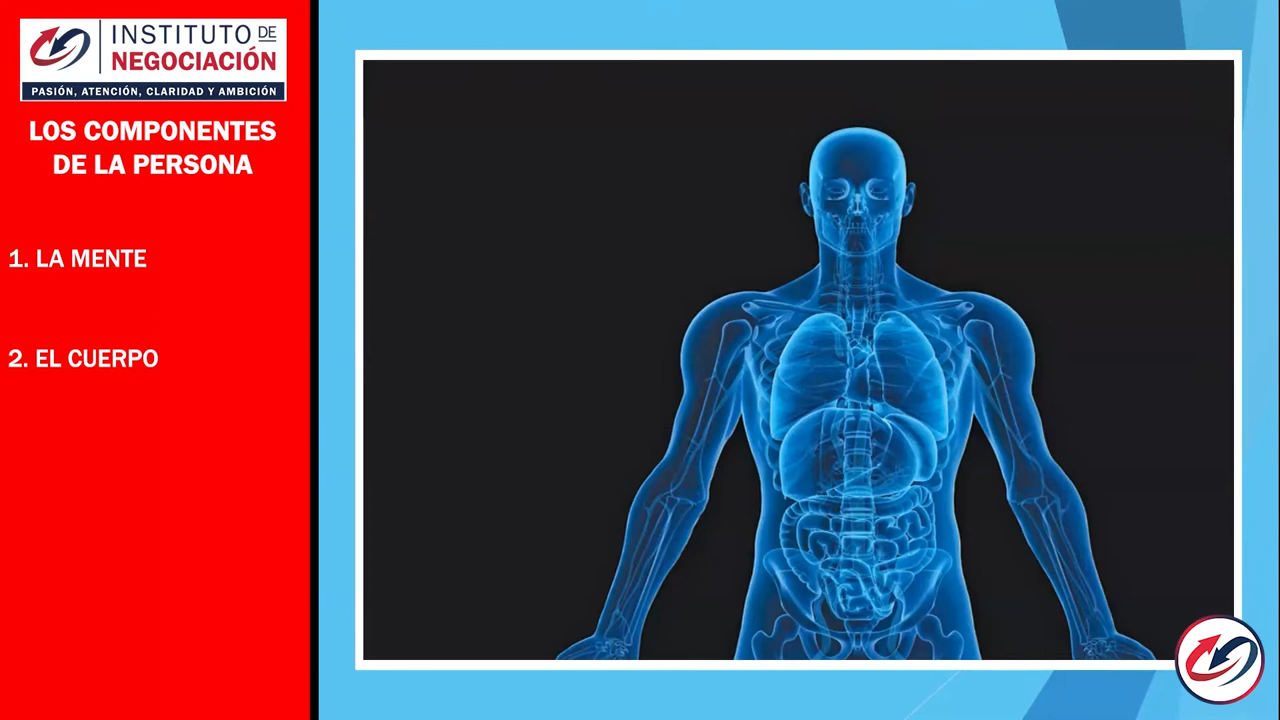 INSTITUTO DE
NEGOCIACIÓN
PASIÓN, ATENCIÓN, CLARIDAD Y AMBICIÓN
LOS COMPONENTES
DE LA PERSONA
1. LA MENTE
2. EL CUERPO